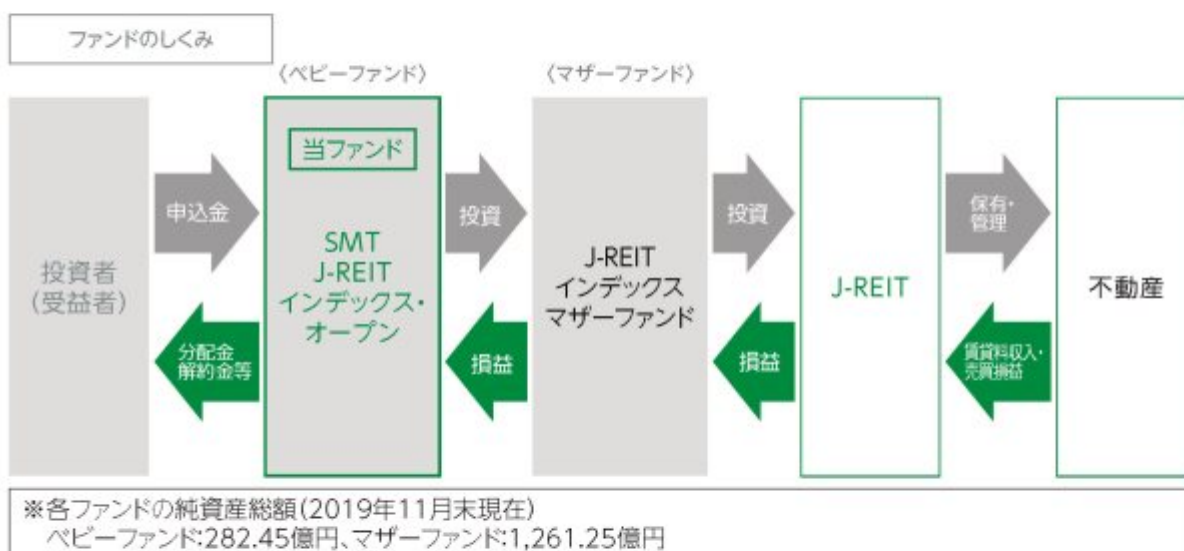 ファンドのしくみ
〈ベビーファンド〉
〈マザーファンド〉
投資者
(受益者)
申込金
分配金
解約金等
当ファンド
SMT
J-REIT
インデックス・
オープン
投資
損益
J-REIT
インデックス
マザーファンド
投資
損益
J-REIT
保有・
管理
賃貸料収入・
売買損益
不動産
※各ファンドの純資産総額(2019年11月末現在)
ベビーファンド:282.45億円、マザーファンド:1,261.25億円